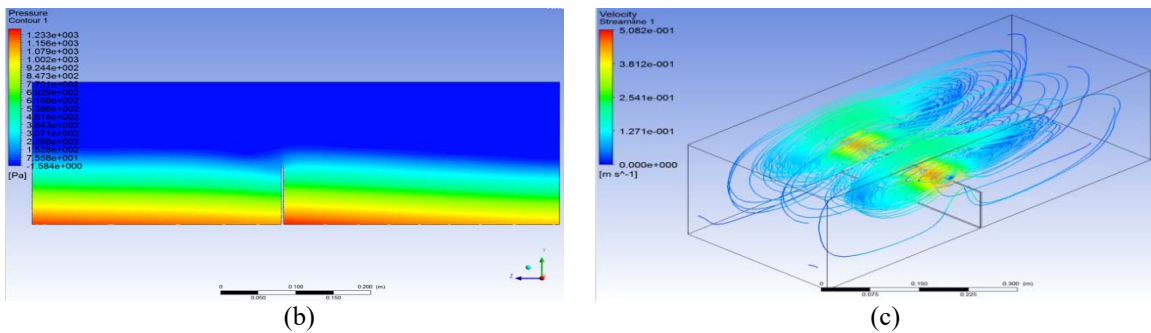 Pressure
Contour 1
1.233e+003
1.156e+003
1.079e+003
1.002e+003
9.244e+002
8.473e+002
7.556e+001
-1.584e+000
[Pa]
Y
Z
0
0.100
0.200 (m)
0.050
0.150
(b)
Velocity
Streamline 1
5.082e-001
3.812e-001
2.541e-001
1.271e-001
0.000e+000
[m s^-1]
0
0.150
0.300 (m)
0.075
0.225
(c)